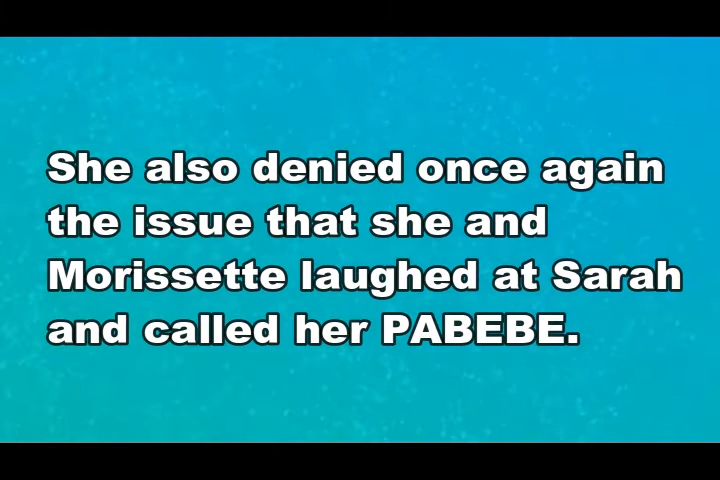 She also denied once again
the issue that she and
Morissette laughed at Sarah
and called her PABEBE.